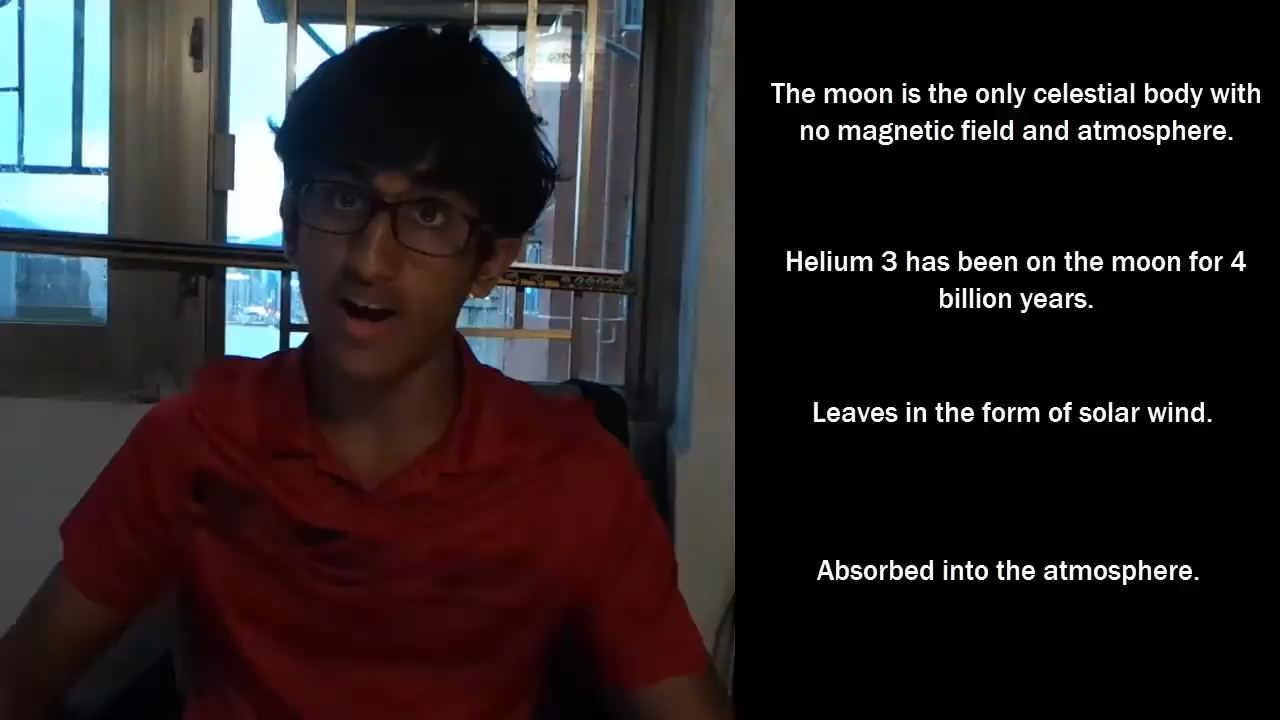 The moon is the only celestial body with
no magnetic field and atmosphere.
Helium 3 has been on the moon for 4
billion years.
Leaves in the form of solar wind.
Absorbed into the atmosphere.